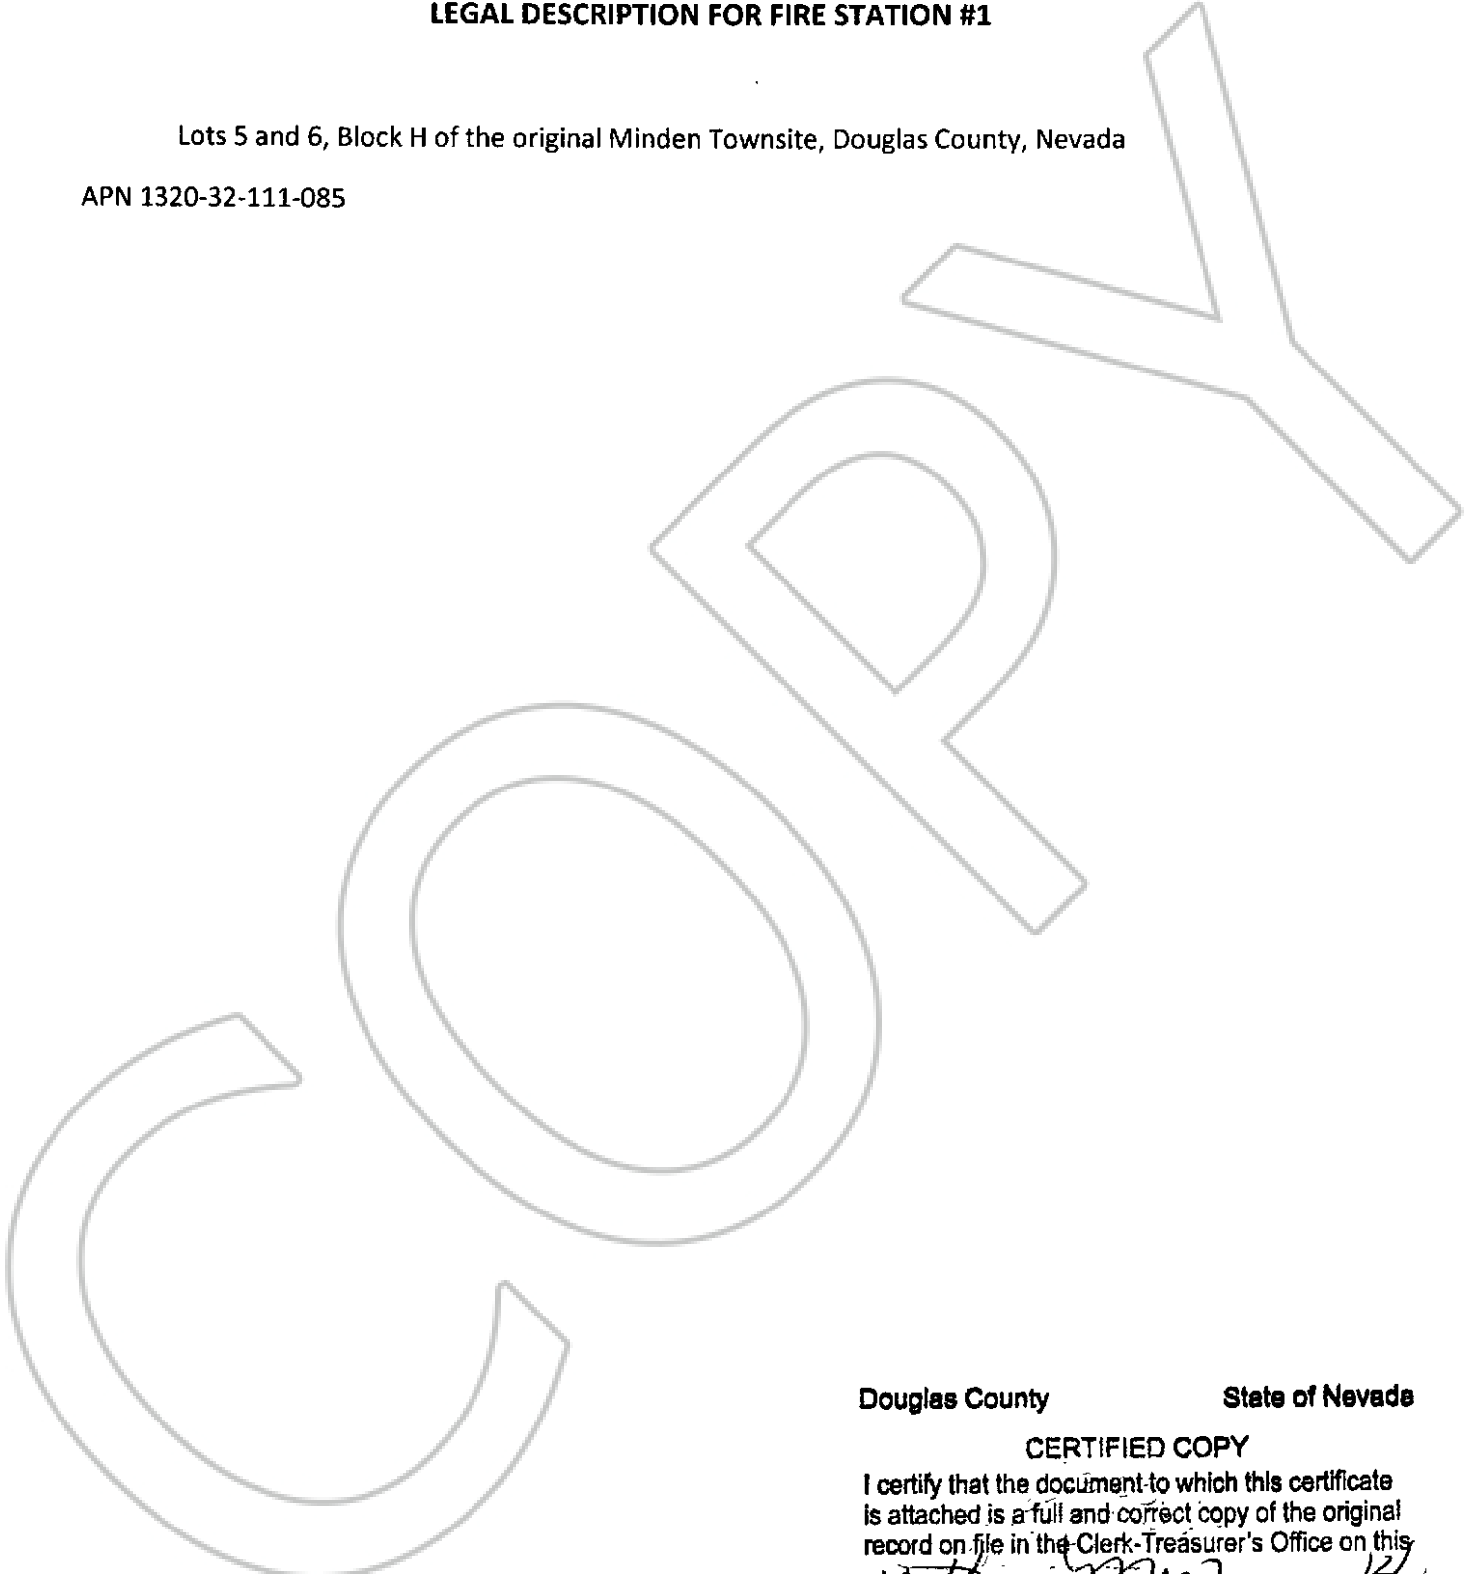 LEGAL DESCRIPTION FOR FIRE STATION #1
Lots 5 and 6, Block H of the original Minden Townsite, Douglas County, Nevada
APN 1320-32-111-085
COPY
Douglas County State of Nevada
CERTIFIED COPY
I certify that the document to which this certificate
is attached is a full and correct copy of the original
record on file in the Clerk-Treasurer's Office on this